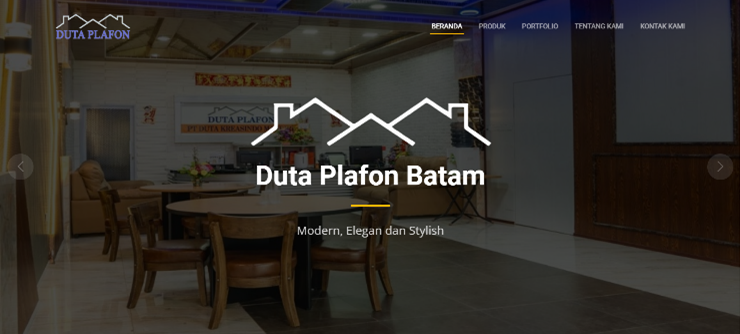 DUTA PLAFON
BERANDA PRODUK PORTFOLIO TENTANG KAMI KONTAK KAMI
DUTA PLAFON
PT DUTA KREASINDO
Duta Plafon Batam
Modern, Elegan dan Stylish